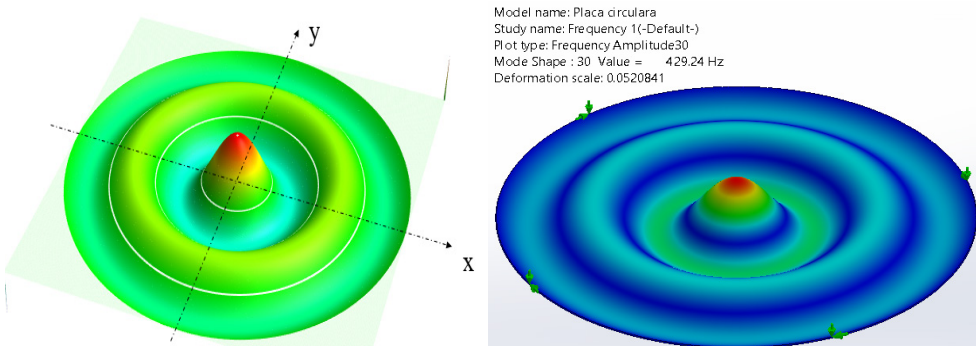 y
x
Model name: Placa circulara
Study name: Frequency 1(-Default-)
Plot type: Frequency Amplitude30
Mode Shape : 30 Value = 429.24 Hz
Deformation scale: 0.0520841